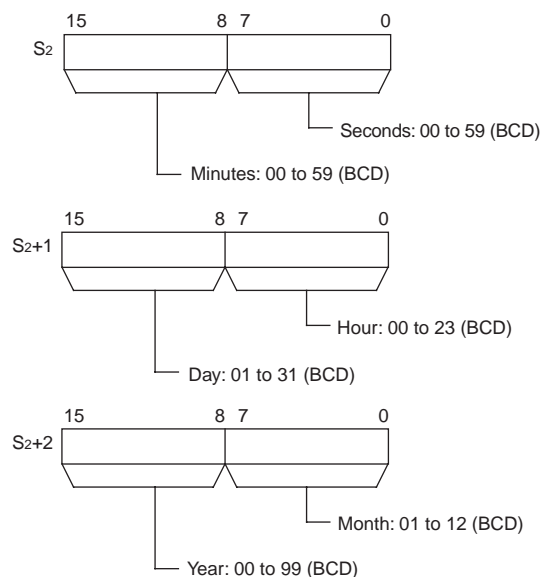 15 8 7 0
S2
Seconds: 00 to 59 (BCD)
Minutes: 00 to 59 (BCD)
15 8 7 0
S2+1
Hour: 00 to 23 (BCD)
Day: 01 to 31 (BCD)
15 8 7 0
S2+2
Month: 01 to 12 (BCD)
Year: 00 to 99 (BCD)